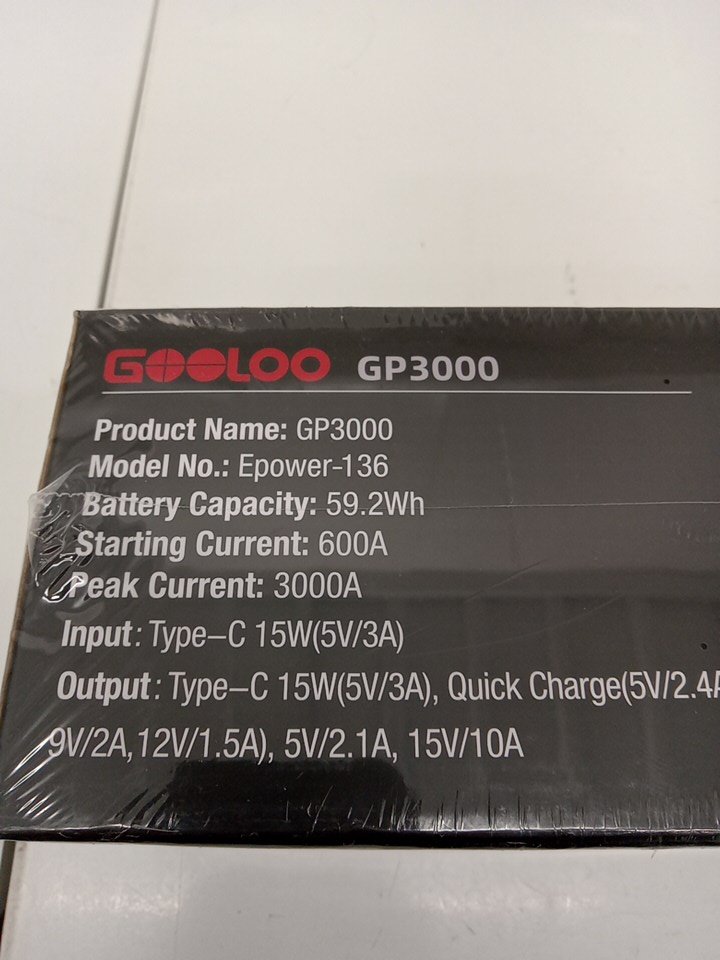 GOOLOO GP3000
Product Name: GP3000
Model No.: Epower-136
Battery Capacity: 59.2Wh
Starting Current: 600A
Peak Current: 3000A
Input: Type-C 15W(5V/3A)
Output: Type-C 15W(5V/3A), Quick Charge(5V/2.4A
9V/2A,12V/1.5A), 5V/2.1A, 15V/10A